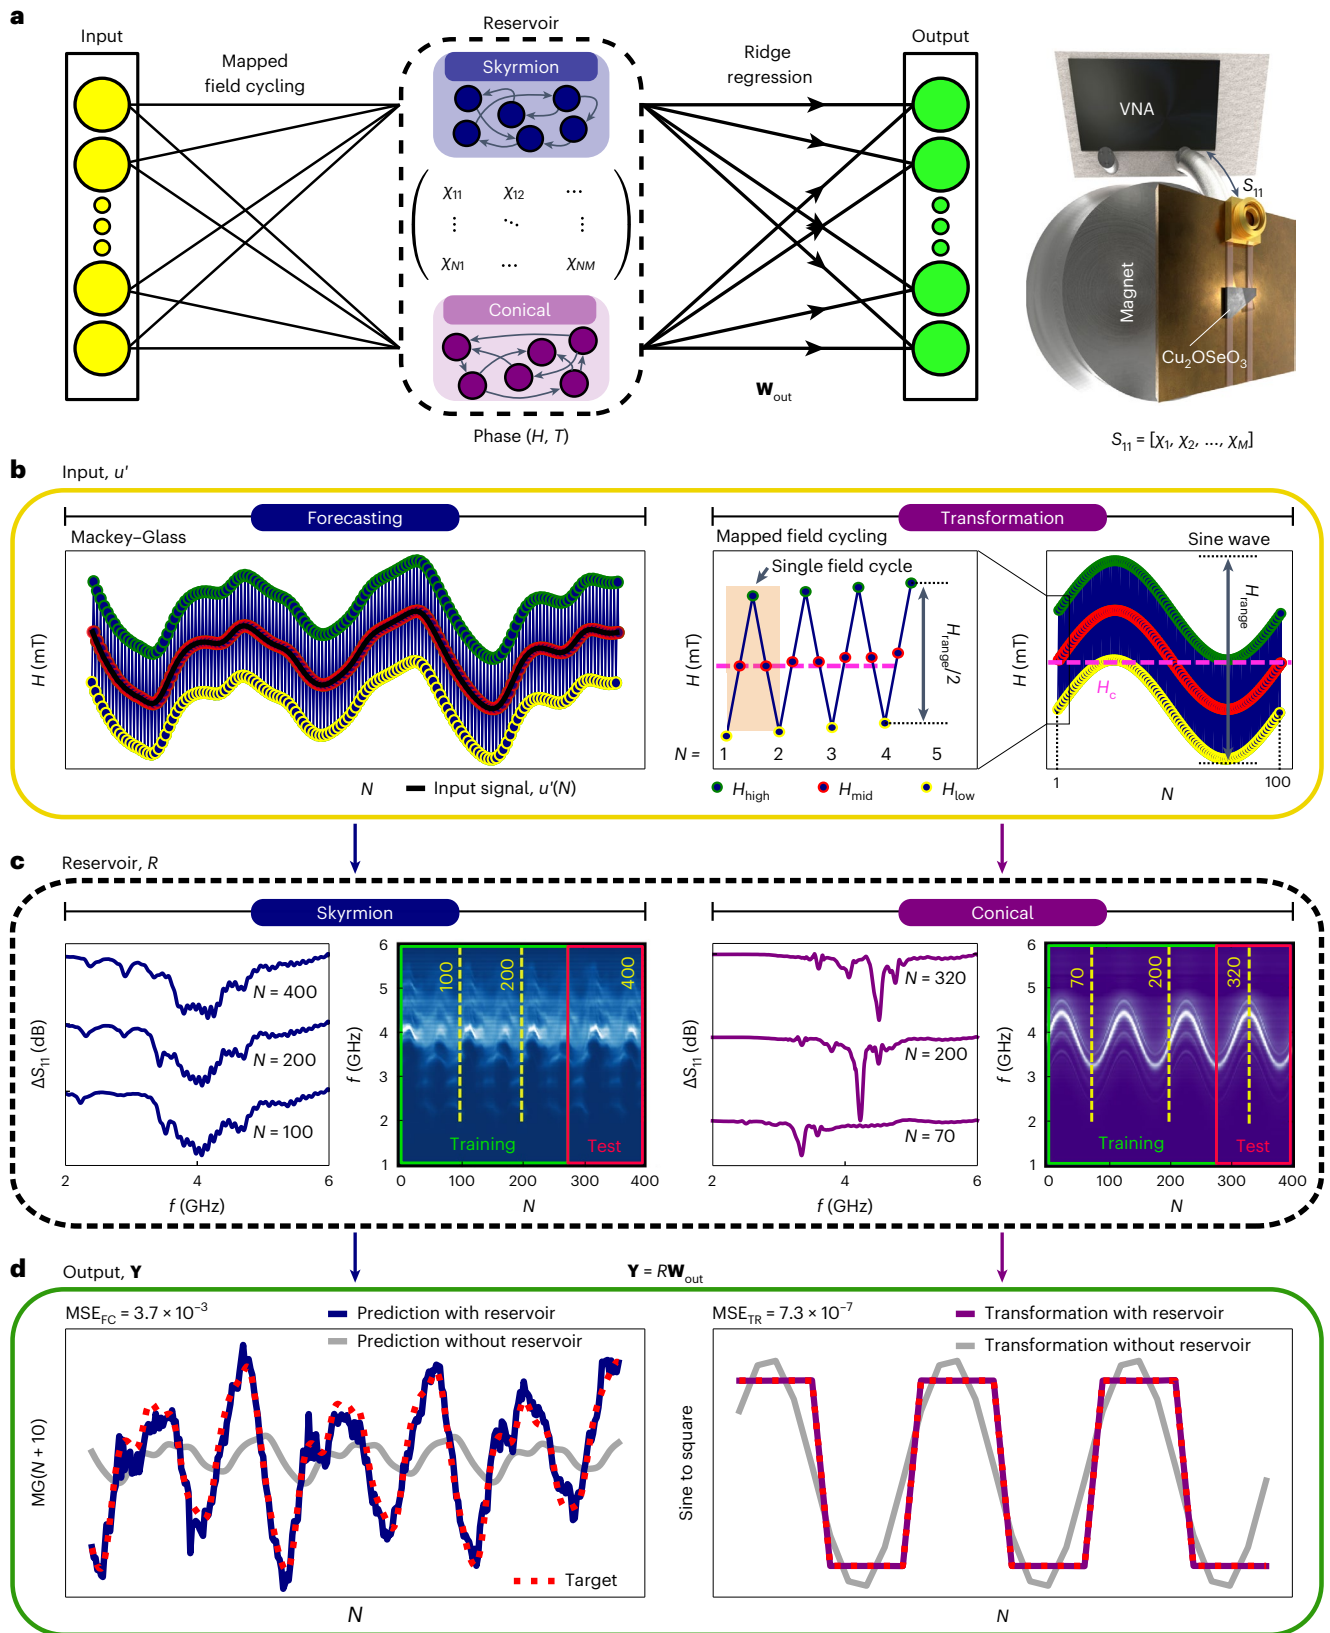 a
Input
Mapped
field cycling
Reservoir
Skyrmion
χ11 χ12 ···
⋮ ⋱ ⋮
χN1 ··· χNM
Conical
Phase (H, T)
Ridge
regression
Wout
Output
VNA
S11
Magnet
Cu2OSeO3
S11 = [χ1, χ2, ..., χM]
b
Input, u'
Forecasting
Mackey–Glass
H (mT)
N
Input signal, u'(N)
Transformation
Mapped field cycling
Single field cycle
H (mT)
Hrange/2
N = 1 2 3 4 5
Hhigh
Hmid
Hlow
Sine wave
H (mT)
Hrange
Hc
1
100
N
c
Reservoir, R
Skyrmion
ΔS11 (dB)
N = 400
N = 200
N = 100
2 4 6
f (GHz)
f (GHz)
6
5
4
3
2
1
100
200
400
Training
Test
0 100 200 300 400
N
Conical
ΔS11 (dB)
N = 320
N = 200
N = 70
2 4 6
f (GHz)
f (GHz)
6
5
4
3
2
1
70
200
320
Training
Test
0 100 200 300 400
N
d
Output, Y
Y = RWout
MSEFC = 3.7 × 10−3
Prediction with reservoir
Prediction without reservoir
MG(N + 10)
Target
N
MSETR = 7.3 × 10−7
Transformation with reservoir
Transformation without reservoir
Sine to square
N